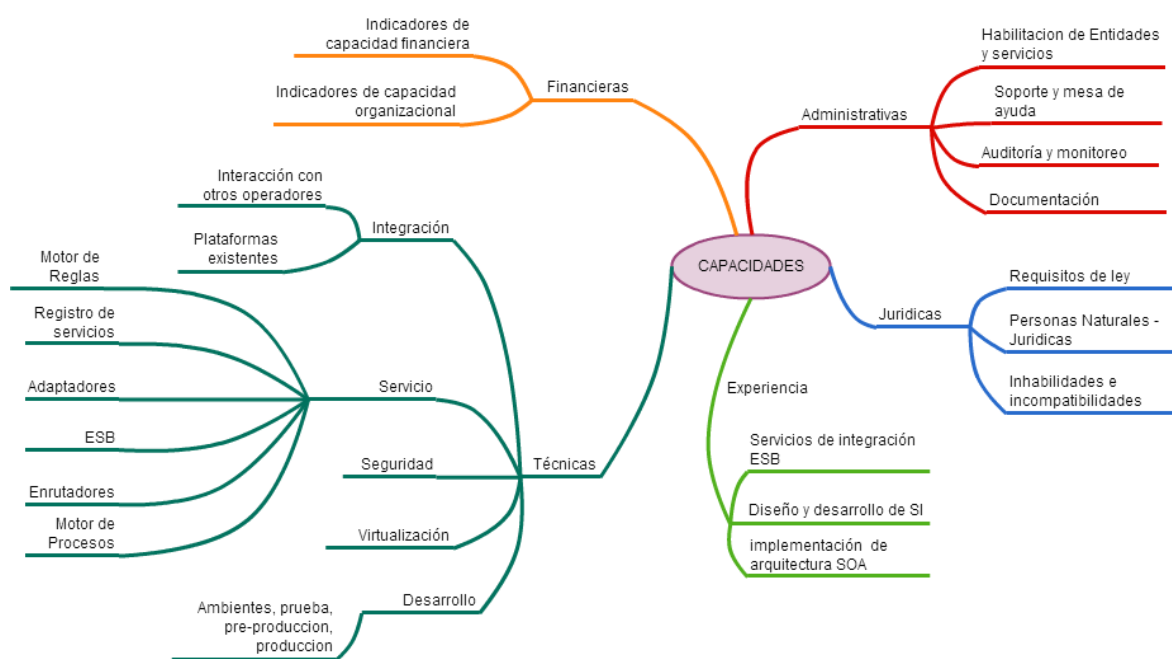 Indicadores de
capacidad financiera
Indicadores de capacidad
organizacional
Financieras
Habilitacion de Entidades
y servicios
Soporte y mesa de
ayuda
Administrativas
Auditoría y monitoreo
Documentación
Interacción con
otros operadores
Integración
Plataformas
existentes
CAPACIDADES
Requisitos de ley
Juridicas
Personas Naturales -
Juridicas
Inhabilidades e
incompatibilidades
Motor de
Reglas
Registro de
servicios
Adaptadores
Servicio
ESB
Enrutadores
Motor de
Procesos
Seguridad
Técnicas
Virtualización
Desarrollo
Ambientes, prueba,
pre-produccion,
produccion
Experiencia
Servicios de integración
ESB
Diseño y desarrollo de SI
implementación de
arquitectura SOA